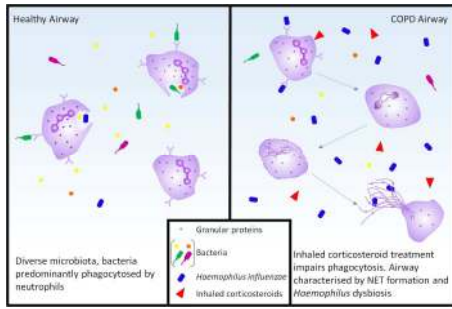 Healthy Airway
COPD Airway
Granular proteins
Bacteria
Haemophilus influenzae
Inhaled corticosteroids
Diverse microbiota, bacteria
predominantly phagocytosed by
neutrophils
Inhaled corticosteroid treatment
impairs phagocytosis. Airway
characterised by NET formation and
Haemophilus dysbiosis.